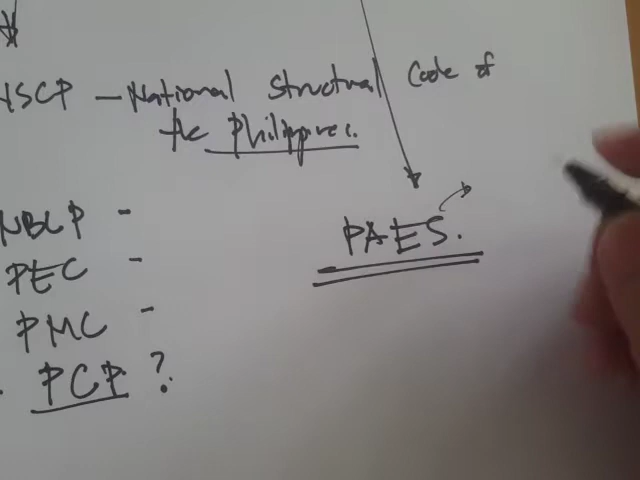 NSCP - National Structural Code of
the Philippines.
NBCP -
PAES.
PEC -
PMC -
PCP ?